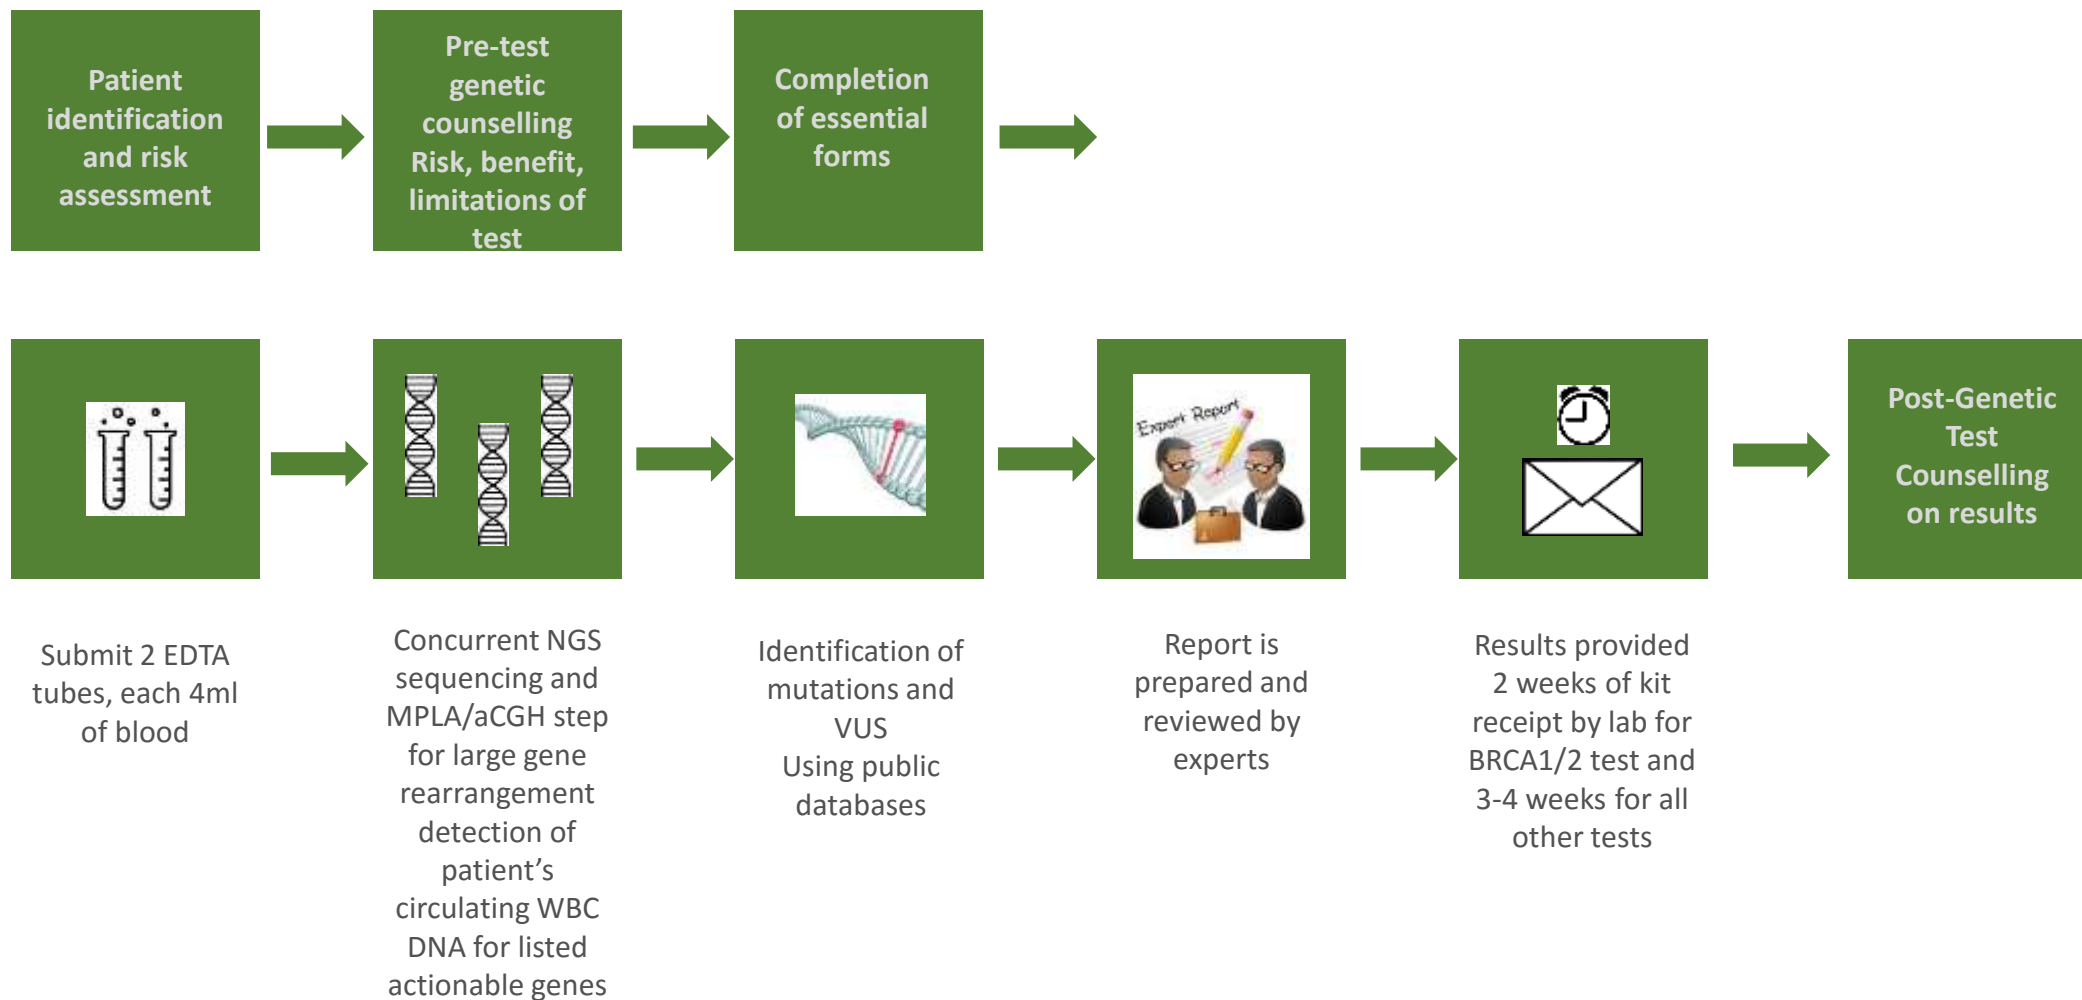 Patient
identification
and risk
assessment
Pre-test
genetic
counselling
Risk, benefit,
limitations of
test
Completion
of essential
forms
Expert Report
Post-Genetic
Test
Counselling
on results
Submit 2 EDTA
tubes, each 4ml
of blood
Concurrent NGS
sequencing and
MPLA/aCGH step
for large gene
rearrangement
detection of
patient’s
circulating WBC
DNA for listed
actionable genes
Identification of
mutations and
VUS
Using public
databases
Report is
prepared and
reviewed by
experts
Results provided
2 weeks of kit
receipt by lab for
BRCA1/2 test and
3-4 weeks for all
other tests